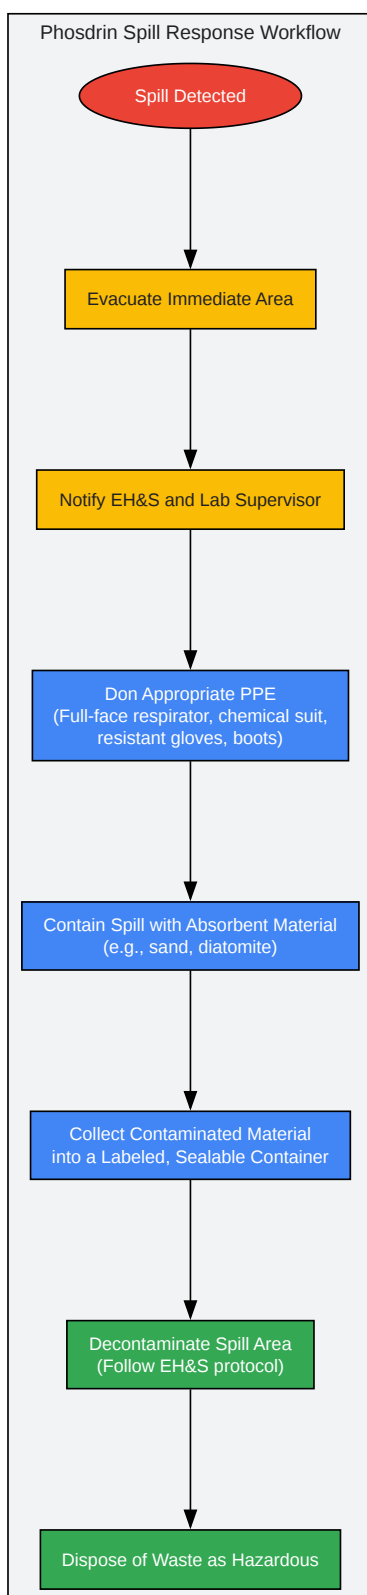 Phosdrin Spill Response Workflow
Spill Detected
Evacuate Immediate Area
Notify EH&S and Lab Supervisor
Don Appropriate PPE
(Full-face respirator, chemical suit,
resistant gloves, boots)
Contain Spill with Absorbent Material
(e.g., sand, diatomite)
Collect Contaminated Material
into a Labeled, Sealable Container
Decontaminate Spill Area
(Follow EH&S protocol)
Dispose of Waste as Hazardous